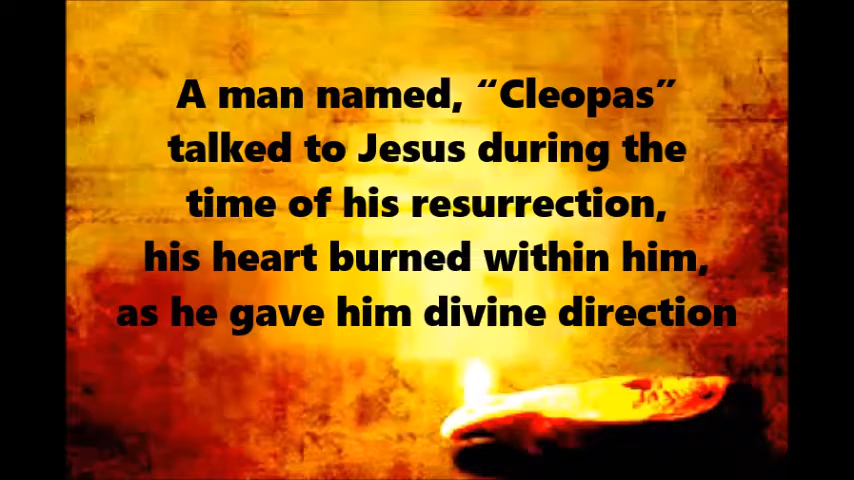 A man named, “Cleopas”
talked to Jesus during the
time of his resurrection,
his heart burned within him,
as he gave him divine direction